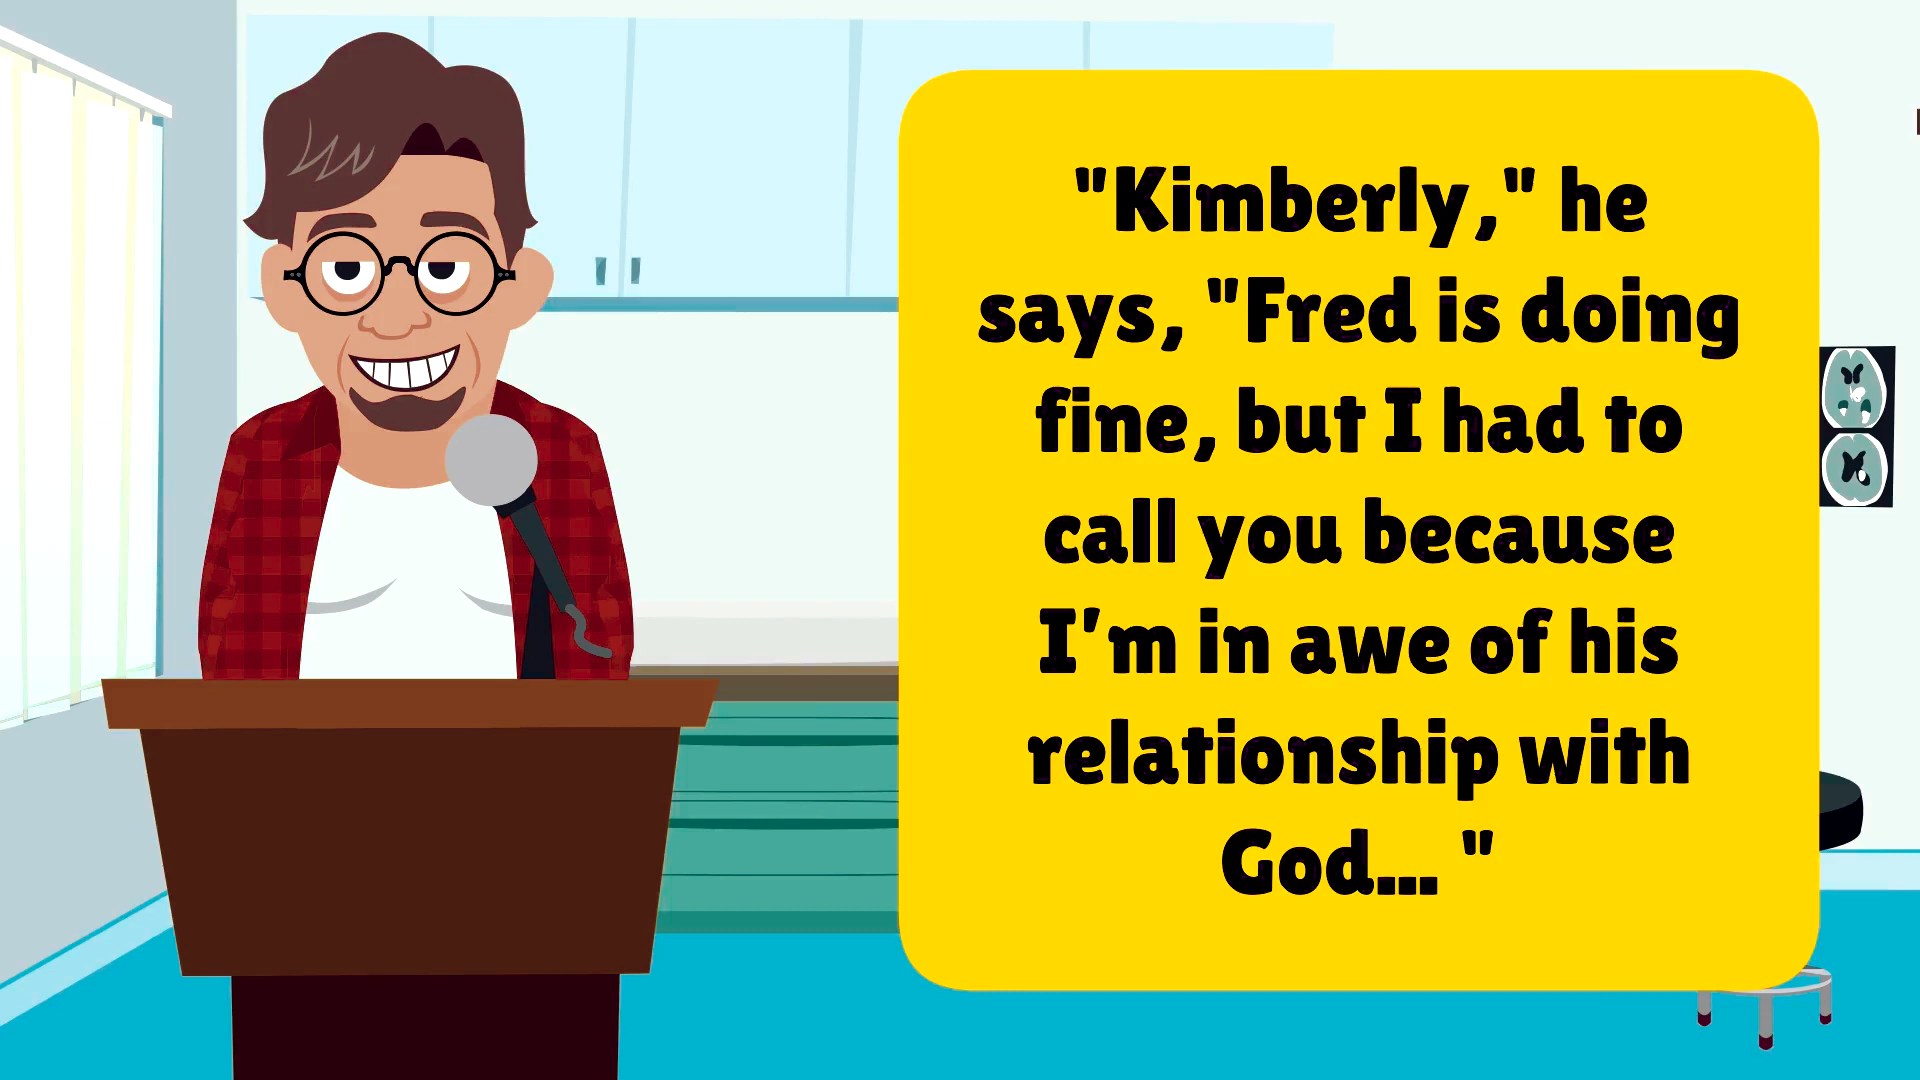 "Kimberly," he
says, "Fred is doing
fine, but I had to
call you because
I'm in awe of his
relationship with
God... "